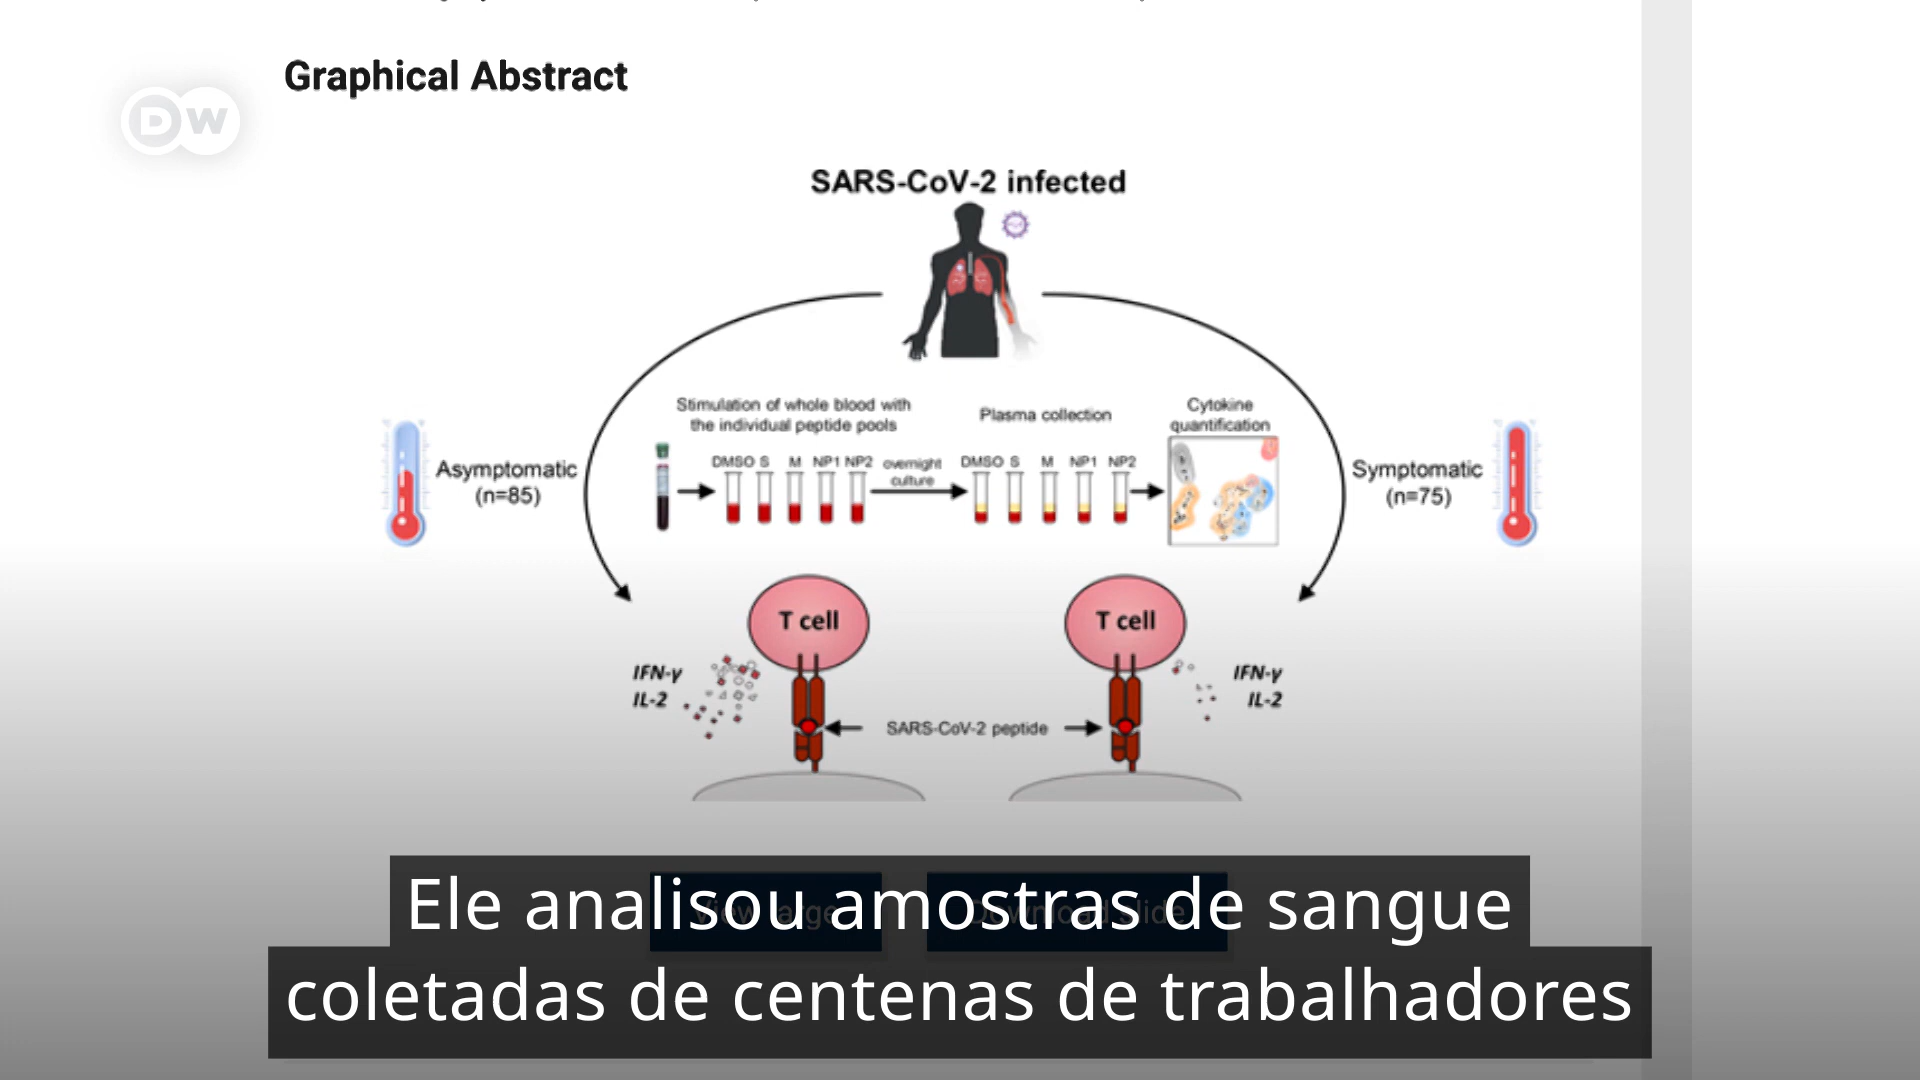 Graphical Abstract
DW
SARS-CoV-2 infected
Stimulation of whole blood with
the individual peptide pools
Plasma collection
Cytokine
quantification
Asymptomatic
(n=85)
DMSO S M NP1 NP2
overnight
culture
DMSO S M NP1 NP2
Symptomatic
(n=75)
T cell
T cell
IFN-γ
IL-2
IFN-γ
IL-2
SARS-CoV-2 peptide
Ele analisou amostras de sangue
coletadas de centenas de trabalhadores